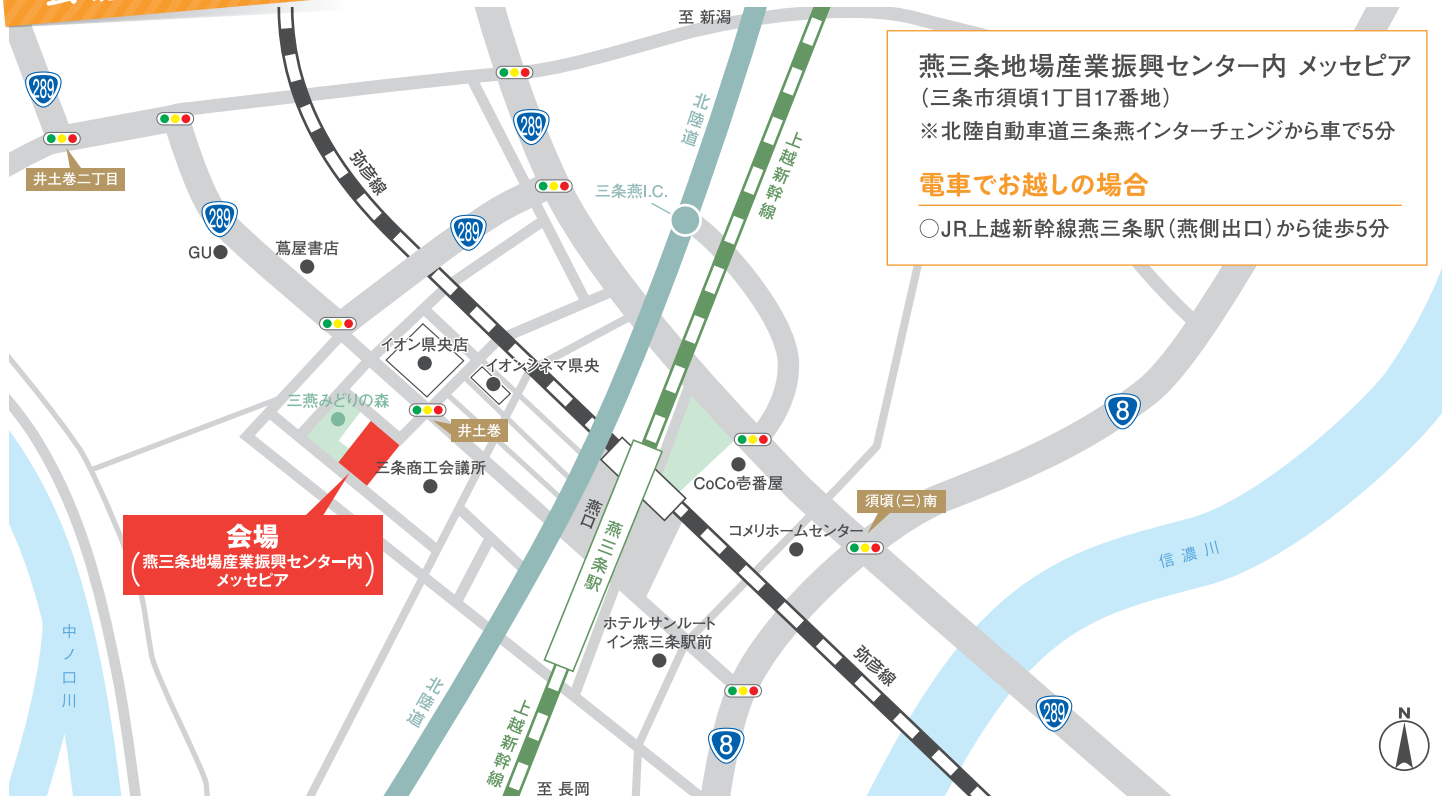 至 新潟
燕三条地場産業振興センター内 メッセピア
（三条市須頃1丁目17番地）
※北陸自動車道三条燕インターチェンジから車で5分
電車でお越しの場合
○JR上越新幹線燕三条駅（燕側出口）から徒歩5分
289
289
北陸道
上越新幹線
弥彦線
井土巻二丁目
三条燕I.C.
289
289
GU
蔦屋書店
イオン県央店
イオンシネマ県央
三燕みどりの森
井土巻
8
三条商工会議所
CoCo壱番屋
須頃（三）南
燕口
燕三条駅
コメリホームセンター
会場
（燕三条地場産業振興センター内
メッセピア）
信濃川
中ノ口川
ホテルサンルート
イン燕三条駅前
弥彦線
北陸道
上越新幹線
8
289
N
至 長岡